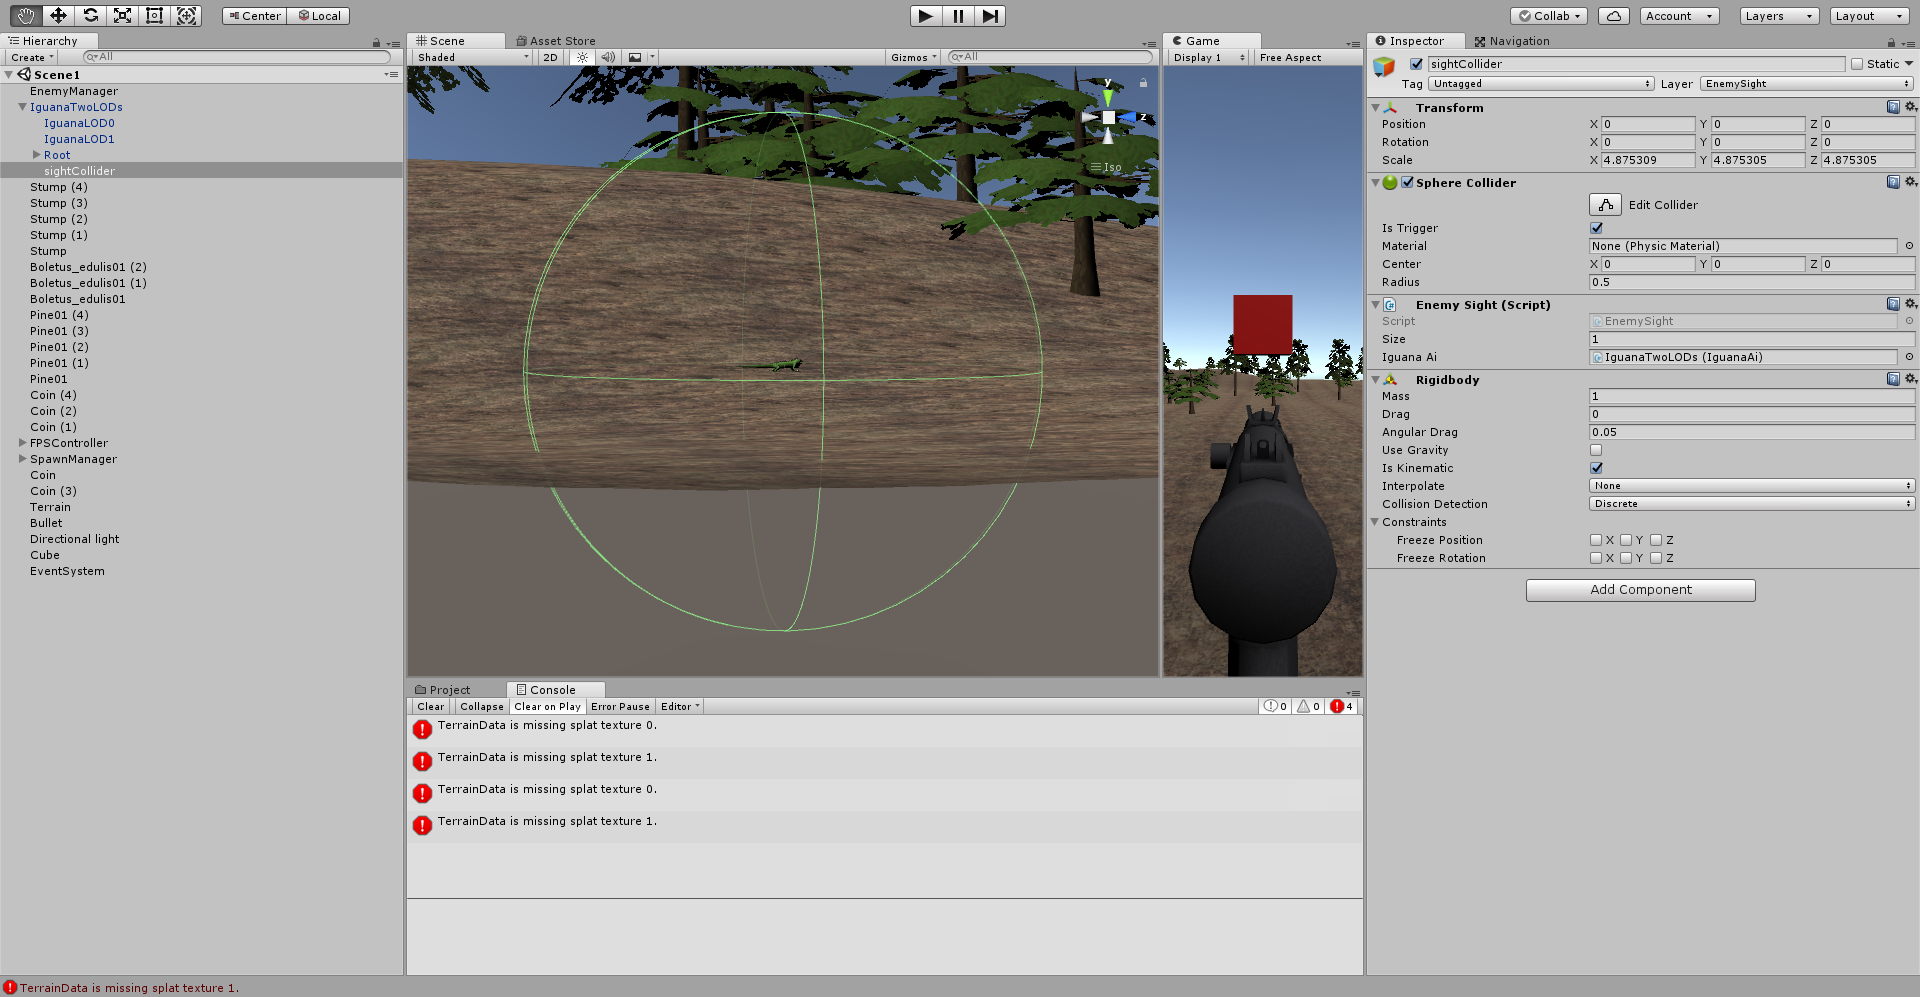 Center Local
Collab Account Layers Layout
Hierarchy
Create All
Scene1
EnemyManager
IguanaTwoLODs
IguanaLOD0
IguanaLOD1
Root
sightCollider
Stump (4)
Stump (3)
Stump (2)
Stump (1)
Stump
Boletus_edulis01 (2)
Boletus_edulis01 (1)
Boletus_edulis01
Pine01 (4)
Pine01 (3)
Pine01 (2)
Pine01 (1)
Pine01
Coin (4)
Coin (2)
Coin (1)
FPSController
SpawnManager
Coin
Coin (3)
Terrain
Bullet
Directional light
Cube
EventSystem
Scene Asset Store
Shaded 2D Gizmos All
y
z
Iso
Game
Display 1 Free Aspect
Project Console
Clear Collapse Clear on Play Error Pause Editor 0 0 4
TerrainData is missing splat texture 0.
TerrainData is missing splat texture 1.
TerrainData is missing splat texture 0.
TerrainData is missing splat texture 1.
Inspector Navigation
sightCollider Static
Tag Untagged Layer EnemySight
Transform
Position X 0 Y 0 Z 0
Rotation X 0 Y 0 Z 0
Scale X 4.875309 Y 4.875305 Z 4.875305
Sphere Collider
Edit Collider
Is Trigger
Material None (Physic Material)
Center X 0 Y 0 Z 0
Radius 0.5
Enemy Sight (Script)
Script EnemySight
Size 1
Iguana Ai IguanaTwoLODs (IguanaAi)
Rigidbody
Mass 1
Drag 0
Angular Drag 0.05
Use Gravity
Is Kinematic
Interpolate None
Collision Detection Discrete
Constraints
Freeze Position X Y Z
Freeze Rotation X Y Z
Add Component
TerrainData is missing splat texture 1.